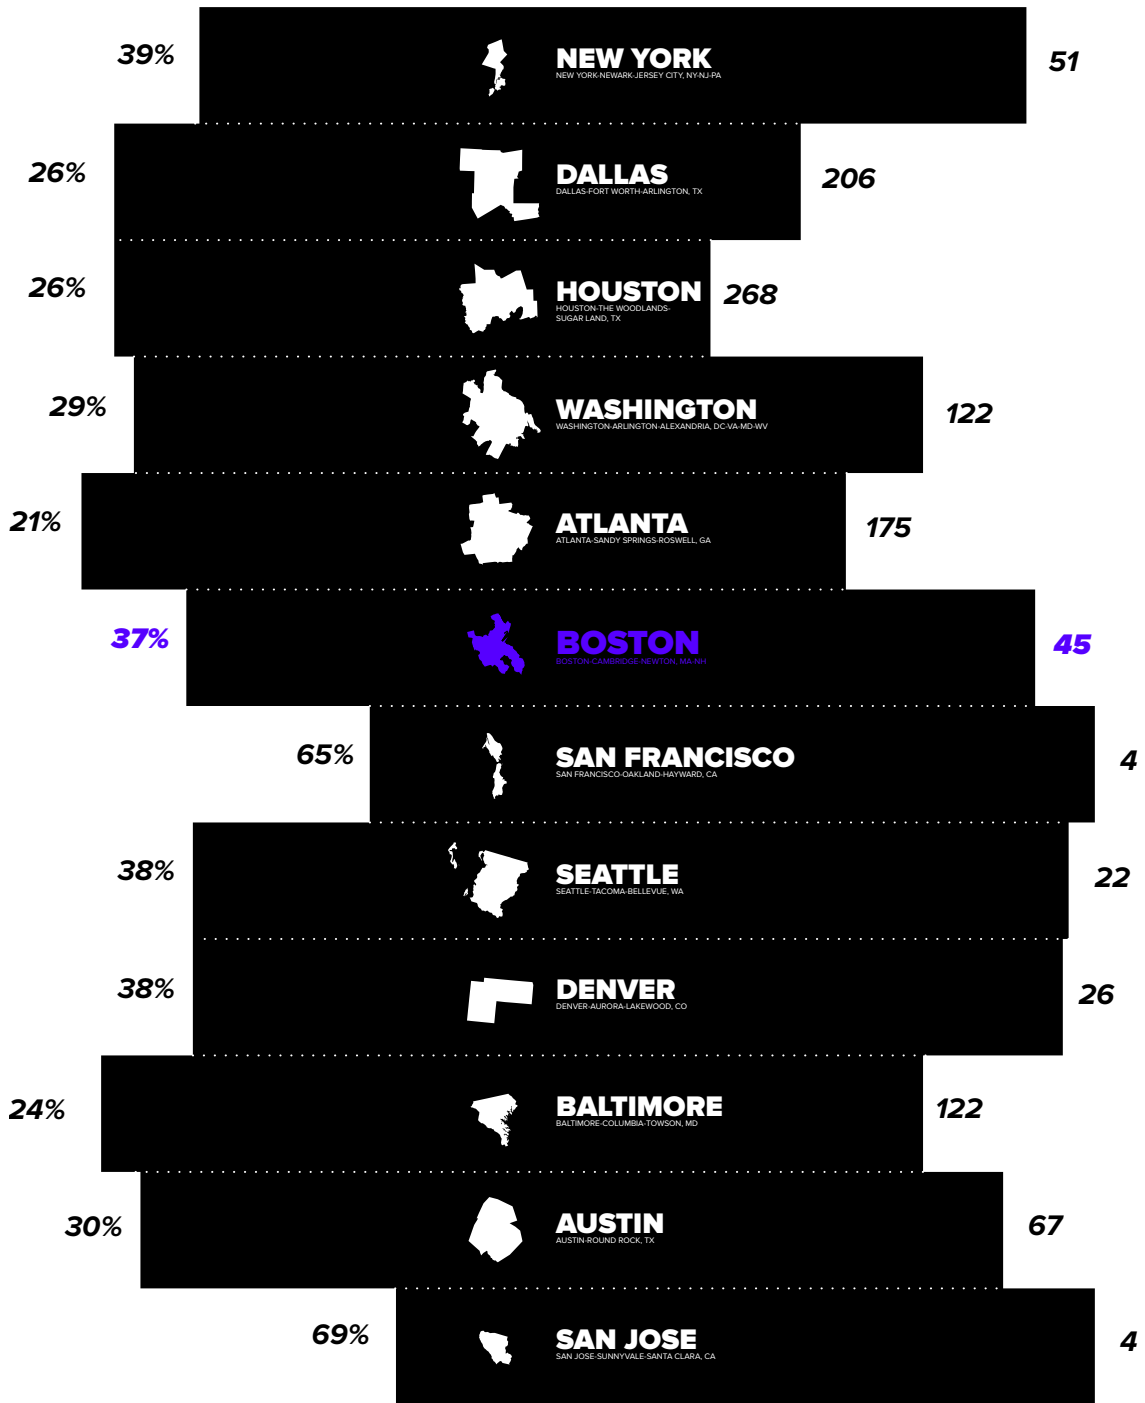 39%
NEW YORK
51
NEW YORK-NEWARK-JERSEY CITY, NY-NJ-PA
26%
DALLAS
206
DALLAS-FORT WORTH-ARLINGTON, TX
26%
HOUSTON
268
HOUSTON-THE WOODLANDS-
SUGAR LAND, TX
29%
WASHINGTON
122
WASHINGTON-ARLINGTON-ALEXANDRIA, DC-VA-MD-WV
21%
ATLANTA
175
ATLANTA-SANDY SPRINGS-ROSWELL, GA
37%
BOSTON
45
BOSTON-CAMBRIDGE-NEWTON, MA-NH
65%
SAN FRANCISCO
4
SAN FRANCISCO-OAKLAND-HAYWARD, CA
38%
SEATTLE
22
SEATTLE-TACOMA-BELLEVUE, WA
38%
DENVER
26
DENVER-AURORA-LAKEWOOD, CO
24%
BALTIMORE
122
BALTIMORE-COLUMBIA-TOWSON, MD
30%
AUSTIN
67
AUSTIN-ROUND ROCK, TX
69%
SAN JOSE
4
SAN JOSE-SUNNYVALE-SANTA CLARA, CA